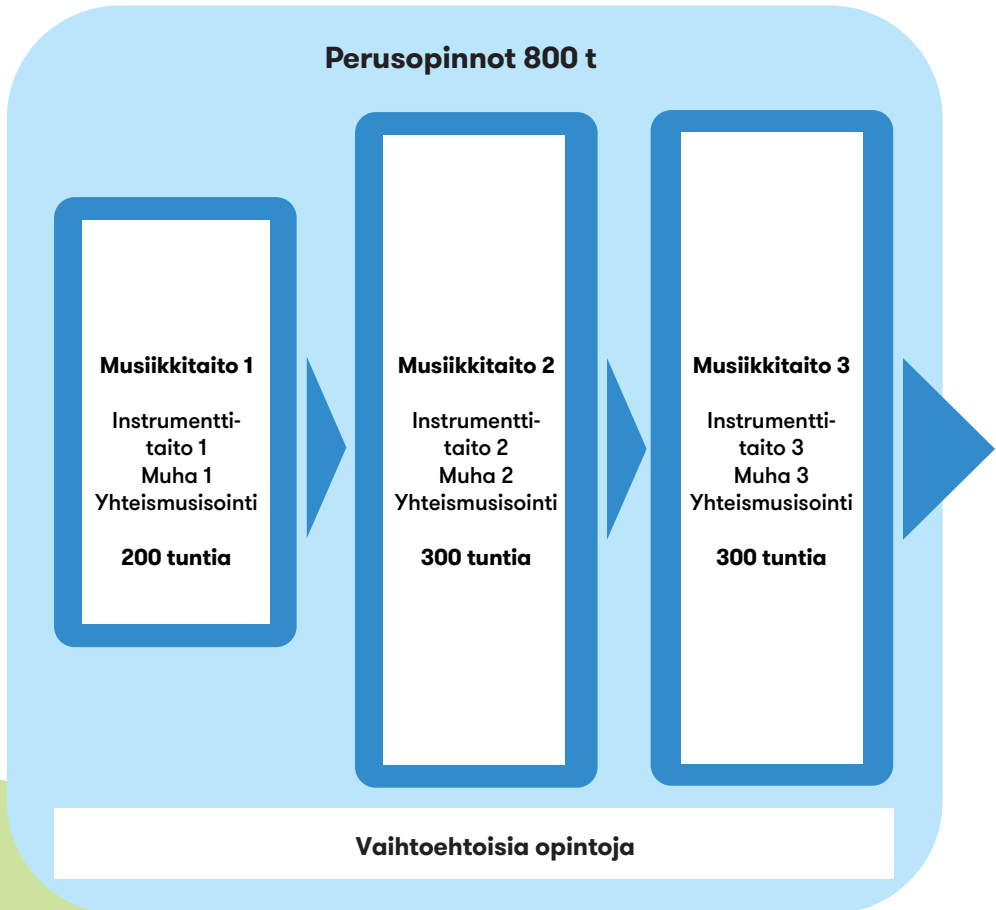 Perusopinnot 800 t
Musiikkitaito 1
Instrumentti-
taito 1
Muha 1
Yhteismusisointi
200 tuntia
Musiikkitaito 2
Instrumentti-
taito 2
Muha 2
Yhteismusisointi
300 tuntia
Musiikkitaito 3
Instrumentti-
taito 3
Muha 3
Yhteismusisointi
300 tuntia
Vaihtoehtoisia opintoja